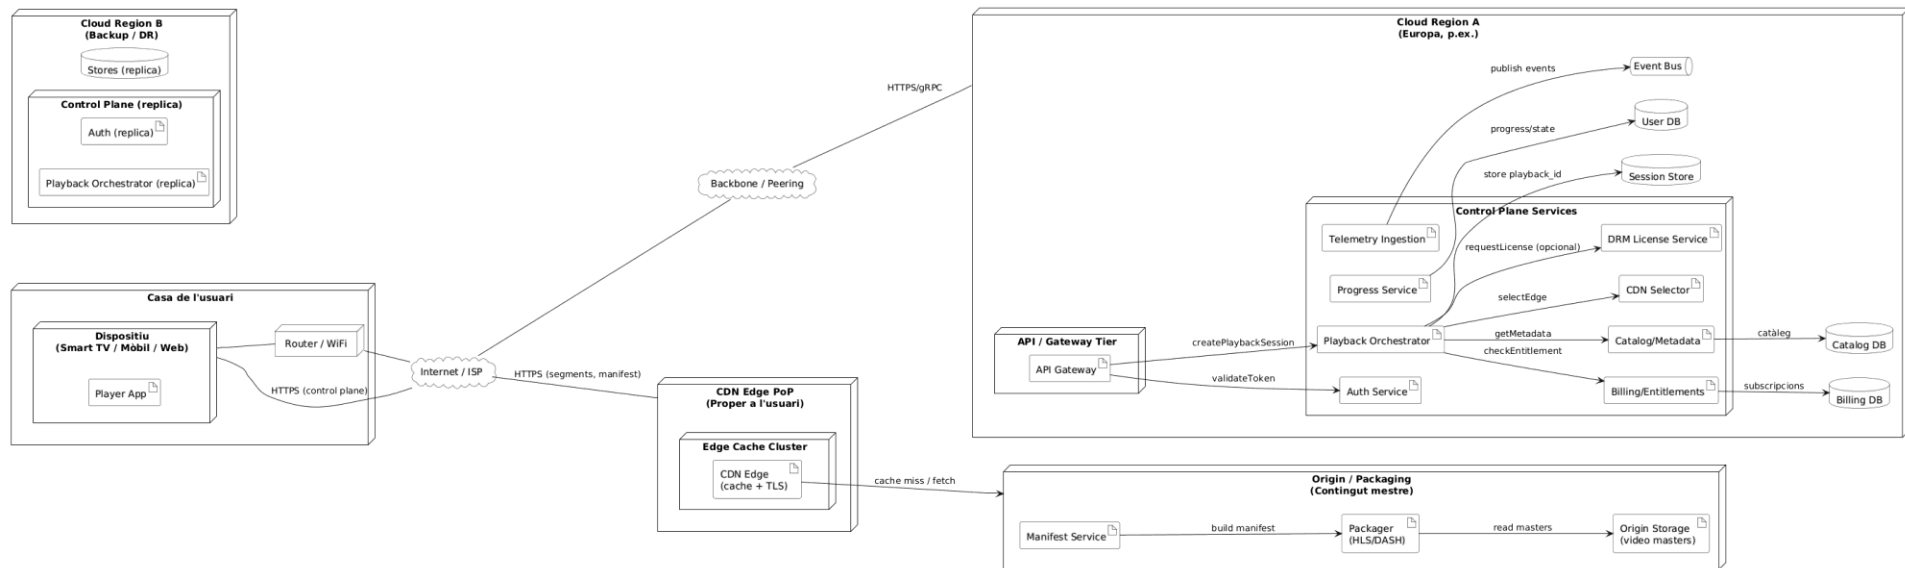 Cloud Region B
(Backup / DR)
Stores (replica)
Control Plane (replica)
Auth (replica)
Playback Orchestrator (replica)
Casa de l'usuari
Dispositiu
(Smart TV / Mòbil / Web)
Player App
Router / WiFi
HTTPS (control plane)
Internet / ISP
Backbone / Peering
HTTPS/gRPC
HTTPS (segments, manifest)
CDN Edge PoP
(Proper a l'usuari)
Edge Cache Cluster
CDN Edge
(cache + TLS)
cache miss / fetch
Cloud Region A
(Europa, p.ex.)
publish events
Event Bus
progress/state
User DB
store playback_id
Session Store
Control Plane Services
Telemetry Ingestion
requestLicense (opcional)
DRM License Service
Progress Service
selectEdge
CDN Selector
API / Gateway Tier
API Gateway
createPlaybackSession
validateToken
Playback Orchestrator
getMetadata
Catalog/Metadata
catàleg
Catalog DB
checkEntitlement
Auth Service
Billing/Entitlements
subscripcions
Billing DB
Origin / Packaging
(Contingut mestre)
Manifest Service
build manifest
Packager
(HLS/DASH)
read masters
Origin Storage
(video masters)